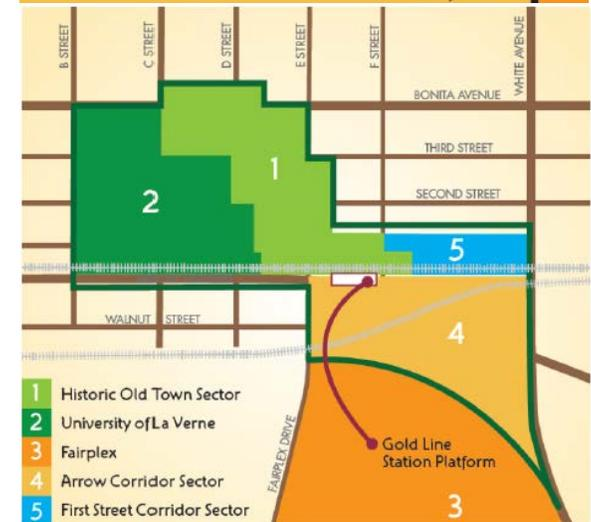 B STREET
C STREET
D STREET
E STREET
F STREET
WHITE AVENUE
BONITA AVENUE
THIRD STREET
1
2
SECOND STREET
5
WALNUT STREET
4
1 Historic Old Town Sector
2 University of La Verne
3 Fairplex
4 Arrow Corridor Sector
5 First Street Corridor Sector
FAIRPLEX DRIVE
Gold Line
Station Platform
3